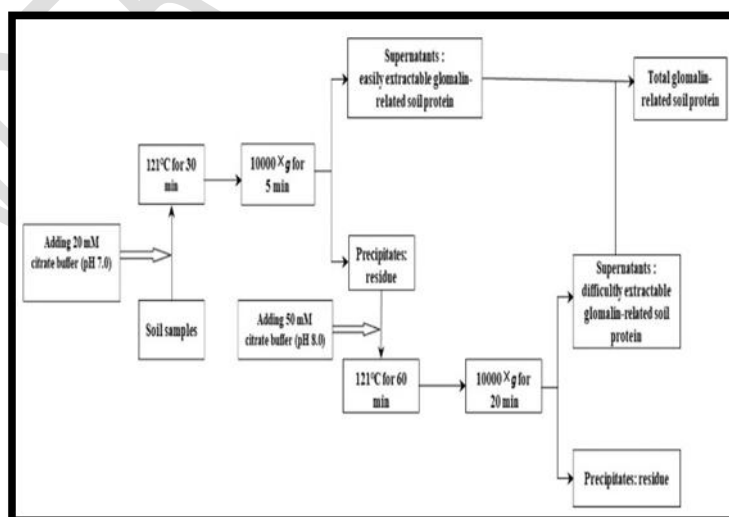 Supernatants :
easily extractable glomalin-
related soil protein
Total glomalin-
related soil protein
121°C for 30
min
10000×g for
5 min
Adding 20 mM
citrate buffer (pH 7.0)
Soil samples
Precipitates:
residue
Adding 50 mM
citrate buffer (pH 8.0)
Supernatants :
difficultly extractable
glomalin-related soil
protein
121°C for 60
min
10000×g for
20 min
Precipitates: residue